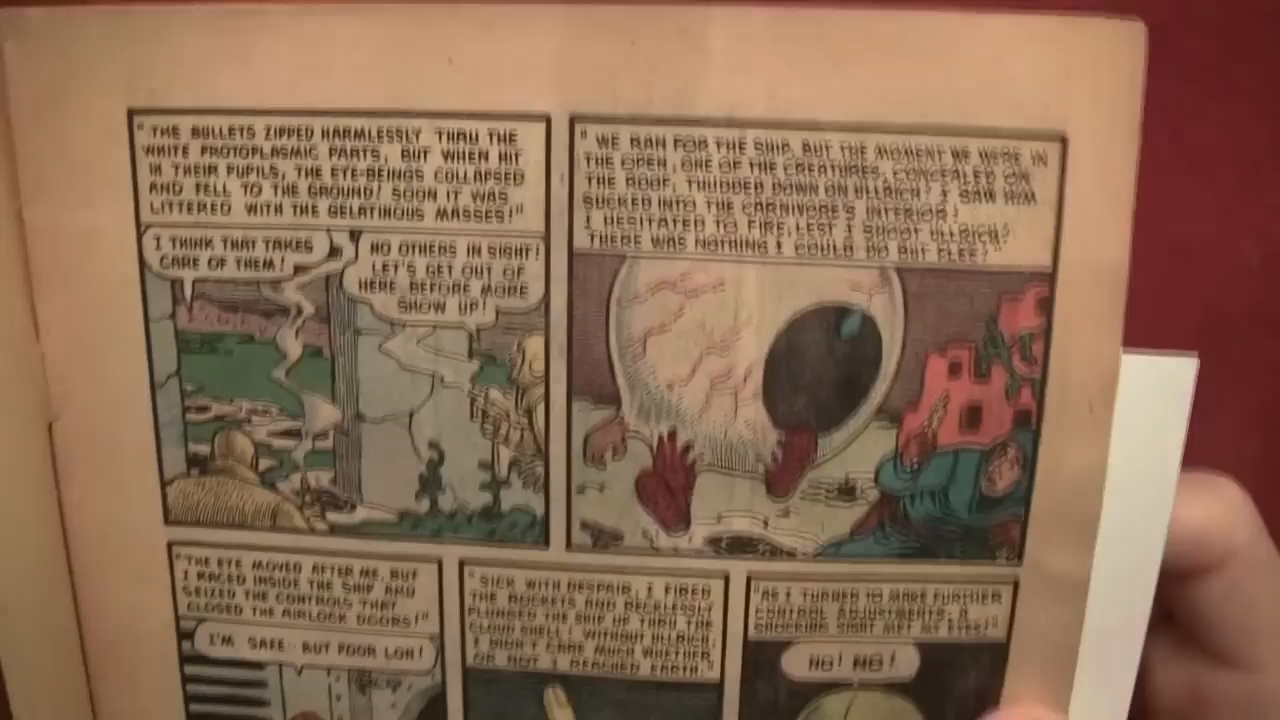 "THE BULLETS ZIPPED HARMLESSLY THRU THE
WHITE PROTOPLASMIC PARTS, BUT WHEN HIT
IN THEIR PUPILS, THE EYE-BEINGS COLLAPSED
AND FELL TO THE GROUND! SOON IT WAS
LITTERED WITH THE GELATINOUS MASSES!"
I THINK THAT TAKES
CARE OF THEM!
NO OTHERS IN SIGHT!
LET'S GET OUT OF
HERE BEFORE MORE
SHOW UP!
"WE RAN FOR THE SHIP, BUT THE MOMENT WE WERE IN
THE OPEN, ONE OF THE CREATURES, CONCEALED ON
THE ROOF, THUDDED DOWN ON ULLRICH! I SAW HIM
SUCKED INTO THE CARNIVORE'S INTERIOR!
I HESITATED TO FIRE, LEST I SHOOT ULLRICH!
THERE WAS NOTHING I COULD DO BUT FLEE!"
"THE EYE MOVED AFTER ME, BUT
I RACED INSIDE THE SHIP AND
SEIZED THE CONTROLS THAT
CLOSED THE AIRLOCK DOORS!"
I'M SAFE-- BUT POOR LON!
"SICK WITH DESPAIR, I FIRED
THE ROCKETS AND RECKLESSLY
PLUNGED THE SHIP UP THRU THE
CLOUD SHELL! WITHOUT ULLRICH,
I DIDN'T CARE MUCH WHETHER
OR NOT I REACHED EARTH."
"AS I TURNED TO MAKE FURTHER
CONTROL ADJUSTMENTS, A
SHOCKING SIGHT MET MY EYES!"
NO! NO!